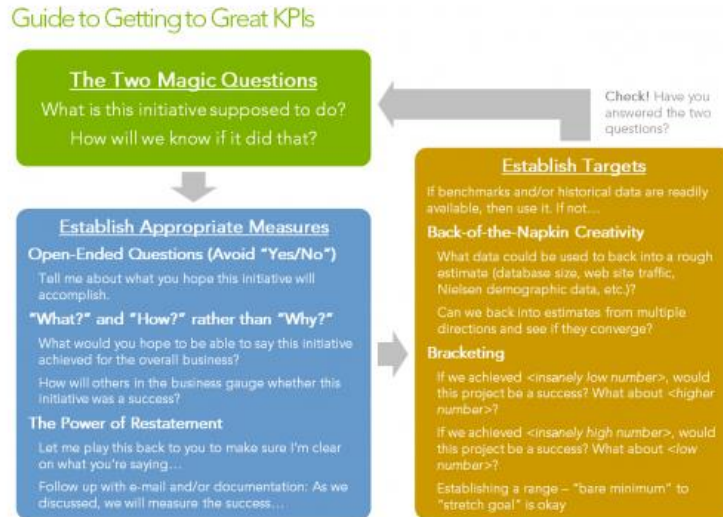 Guide to Getting to Great KPIs
The Two Magic Questions
What is this initiative supposed to do?
How will we know if it did that?
Check! Have you
answered the two
questions?
Establish Appropriate Measures
Open-Ended Questions (Avoid "Yes/No")
Tell me about what you hope this initiative will
accomplish.
"What?" and "How?" rather than "Why?"
What would you hope to be able to say this initiative
achieved for the overall business?
How will others in the business gauge whether this
initiative was a success?
The Power of Restatement
Let me play this back to you to make sure I'm clear
on what you're saying…
Follow up with e-mail and/or documentation: As we
discussed, we will measure the success…
Establish Targets
If benchmarks and/or historical data are readily
available, then use it. If not…
Back-of-the-Napkin Creativity
What data could be used to back into a rough
estimate (database size, web site traffic,
Nielsen demographic data, etc.)?
Can we back into estimates from multiple
directions and see if they converge?
Bracketing
If we achieved <insanely low number>, would
this project be a success? What about <higher
number>?
If we achieved <insanely high number>, would
this project be a success? What about <low
number>?
Establishing a range – "bare minimum" to
"stretch goal" is okay